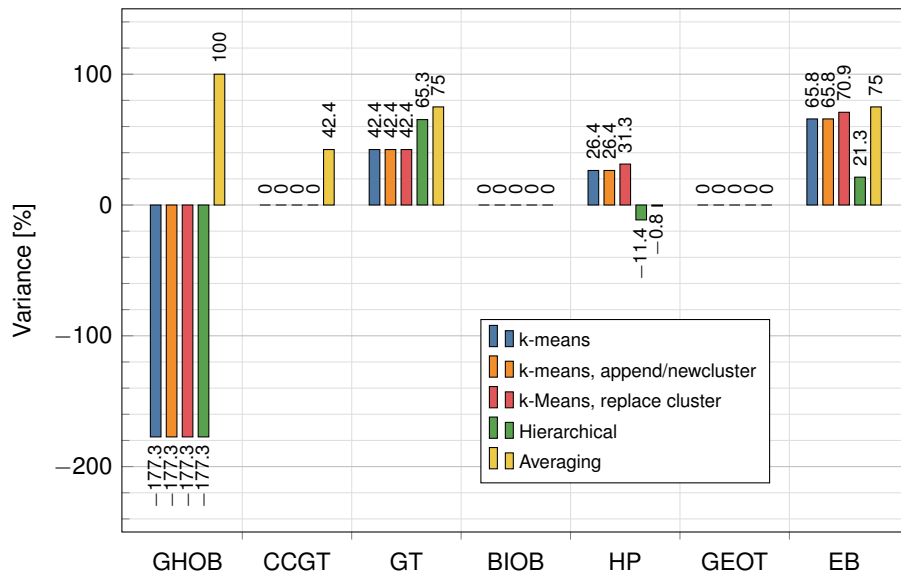 Variance [%]
100
0
−100
−200
−177.3 −177.3 −177.3 −177.3 100
0 0 0 0 42.4
42.4 42.4 42.4 65.3 75
0 0 0 0 0
26.4 26.4 31.3 −11.4 −0.8
0 0 0 0 0
65.8 65.8 70.9 21.3 75
k-means
k-means, append/newcluster
k-Means, replace cluster
Hierarchical
Averaging
GHOB CCGT GT BIOB HP GEOT EB